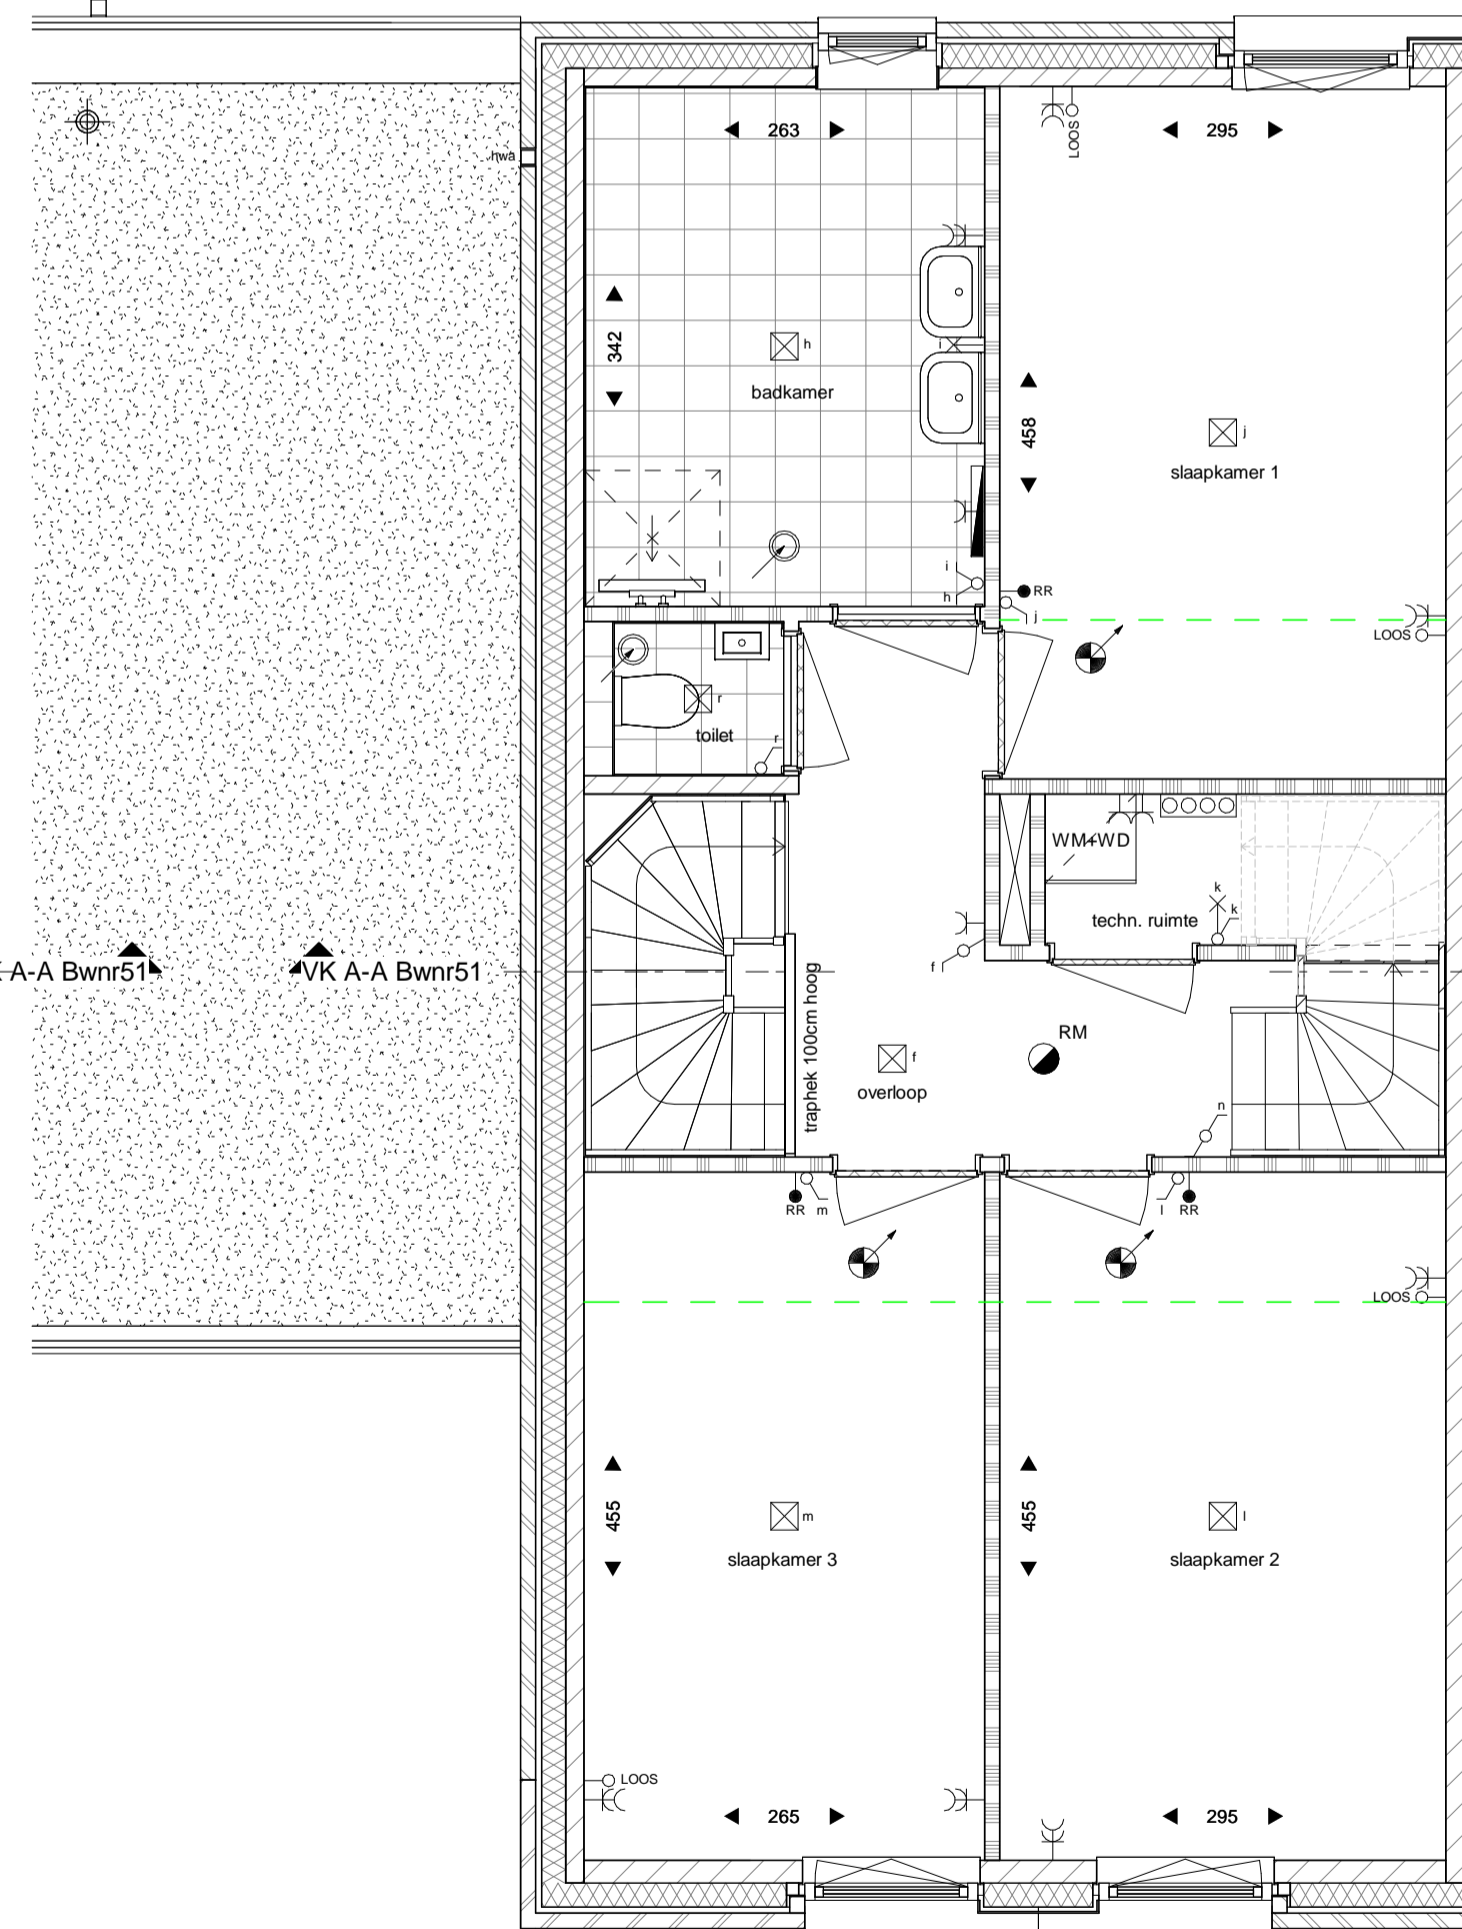 263
295
LOOS
hwa
342
h
i
badkamer
458
j
slaapkamer 1
i
h
RR
j
LOOS
r
toilet
r
WM+WD
k
k
techn. ruimte
f
A-A Bwnr51
VK A-A Bwnr51
traphek 100cm hoog
RM
f
overloop
n
RR
m
l
RR
LOOS
455
455
m
l
slaapkamer 3
slaapkamer 2
LOOS
265
295